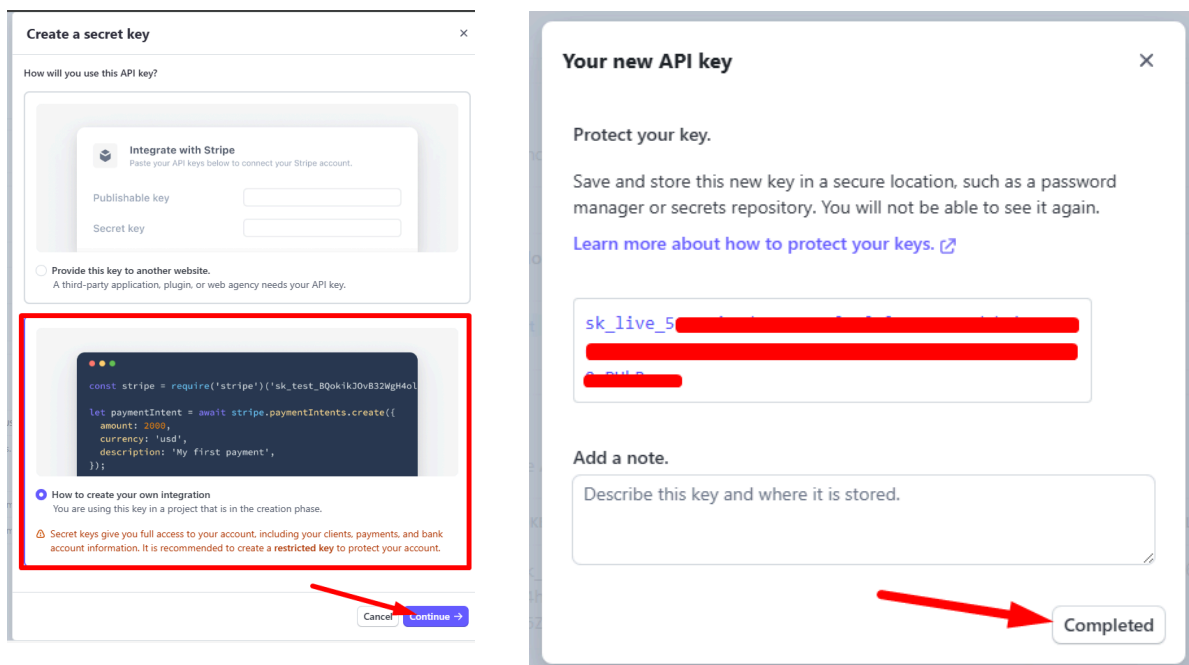 Create a secret key
How will you use this API key?
Integrate with Stripe
Paste your API keys below to connect your Stripe account.
Publishable key
Secret key
Provide this key to another website.
A third-party application, plugin, or web agency needs your API key.
const stripe = require('stripe')('sk_test_BQokikJOvB32WgH4ol
let paymentIntent = await stripe.paymentIntents.create({
amount: 2000,
currency: 'usd',
description: 'My first payment',
});
How to create your own integration
You are using this key in a project that is in the creation phase.
Secret keys give you full access to your account, including your clients, payments, and bank
account information. It is recommended to create a restricted key to protect your account.
Cancel
Continue →
Your new API key
Protect your key.
Save and store this new key in a secure location, such as a password
manager or secrets repository. You will not be able to see it again.
Learn more about how to protect your keys.
sk_live_5
Add a note.
Describe this key and where it is stored.
Completed